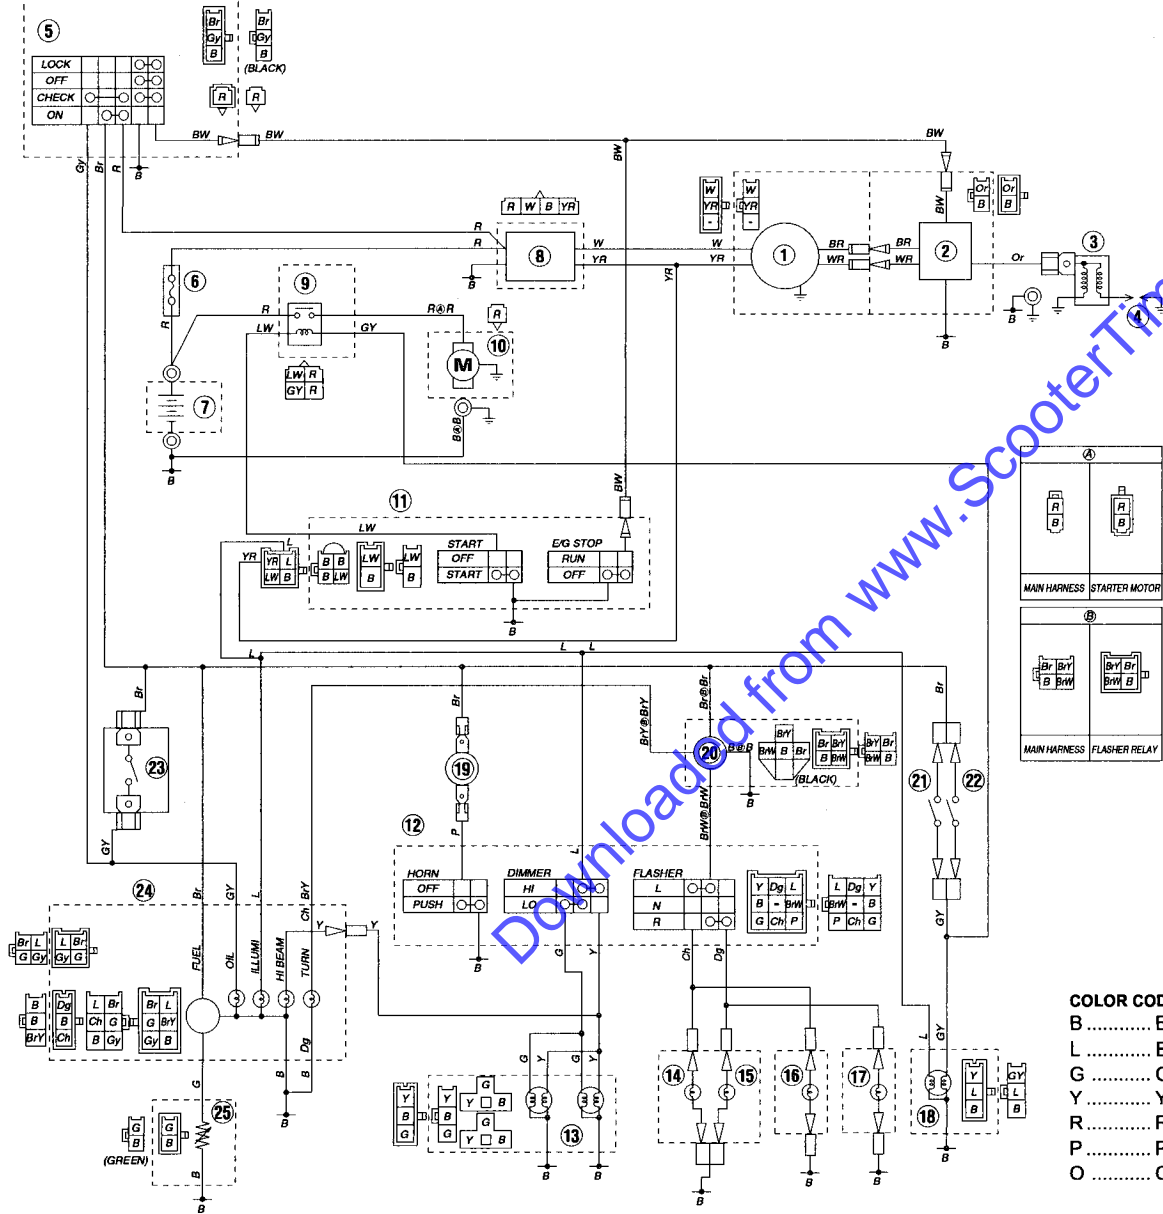 5
Br
Gy
B
Br
Gy
B
(BLACK)
LOCK
OFF
CHECK
ON
R
R
BW
BW
BW
BW
Gy
Br
R
B
R W B YR
R
R
8
B
W
YR
W
YR
YR
W
YR
-
W
YR
-
1
BR
WR
BR
WR
2
BW
Or
B
Or
B
Or
3
4
B
B
6
R
9
R
LW
R Ⓐ R
GY
LW R
GY R
R
10
M
7
B
B Ⓐ B
BW
11
LW
L
YR
YR L
LW B
B B
B LW
LW
B
LW
B
START
OFF
START
E/G STOP
RUN
OFF
B
A
R
B
R
B
MAIN HARNESS
STARTER MOTOR
B
Br BrY
B BrW
BrY Br
BrW B
MAIN HARNESS
FLASHER RELAY
L
L
L
Br
Br
Br Ⓑ Br
Br
BrY Ⓑ BrY
23
GY
19
P
20
B Ⓑ B
BrY
BrW B Br
(BLACK)
Br BrY
BrW B
BrY Br
BrW B
BrW Ⓑ BrW
B
21
22
GY
12
L
HORN
OFF
PUSH
DIMMER
HI
LO
FLASHER
L
N
R
Y Dg L
B - BrW
G Ch P
L Dg Y
BrW - B
P Ch G
B
G
Y
Ch
Dg
24
Br
GY
L
Ch BrY
Y
Y
FUEL
OIL
ILLUMI
HI BEAM
TURN
Br L
G Gy
L Br
Gy G
B
B
BrY
Dg
B
Ch
L Br
Ch G
B Gy
Br L
G BrY
Gy B
G
B
Dg
B
B
25
G
B
(GREEN)
G
B
B
B
G
Y
G
Y
Y
B
G
Y
B
G
G
Y B
Y B
G
13
B
B
14
15
16
17
18
B
B
B
L
GY
Y
L
B
GY
L
B
B
COLOR COD
B ...........
L ...........
G ...........
Y ...........
R ...........
P ...........
O ...........
Downloaded from www.ScooterTim